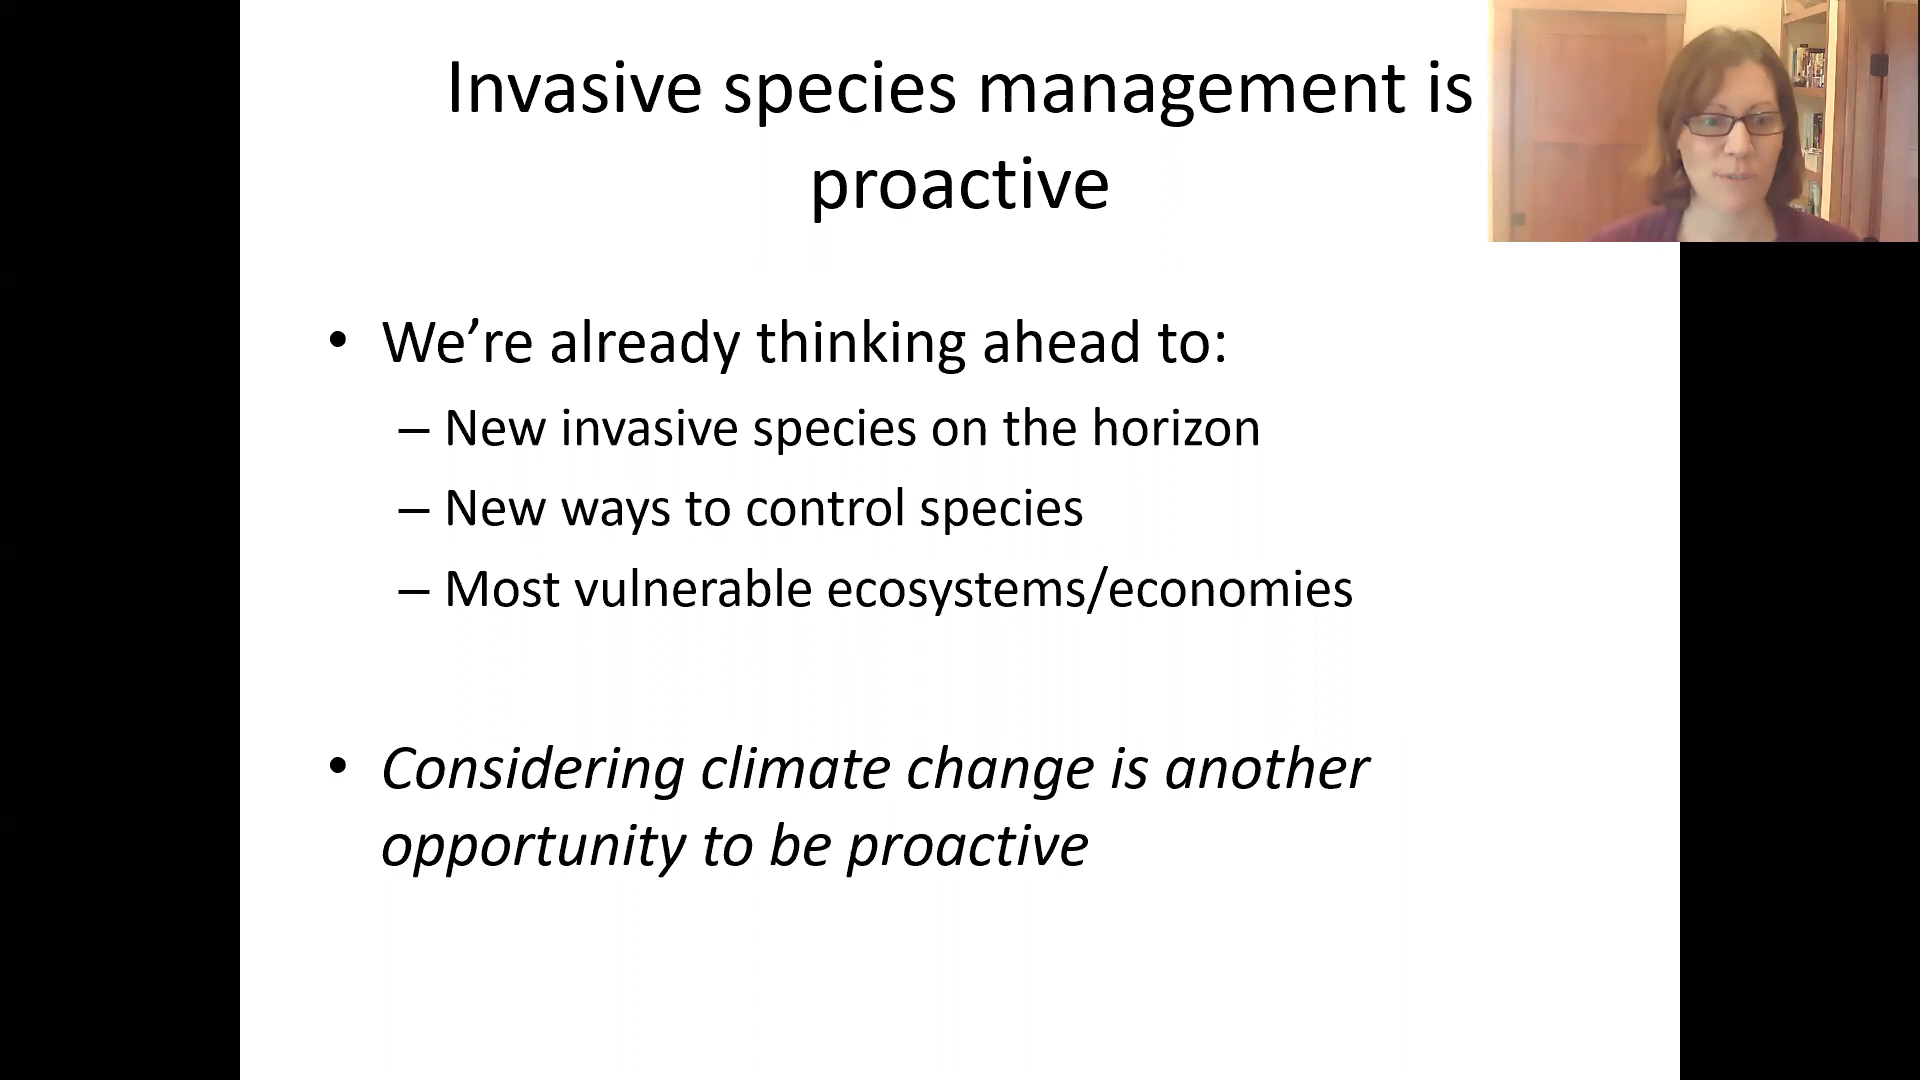 Invasive species management is
proactive
• We’re already thinking ahead to:
– New invasive species on the horizon
– New ways to control species
– Most vulnerable ecosystems/economies
• Considering climate change is another
opportunity to be proactive